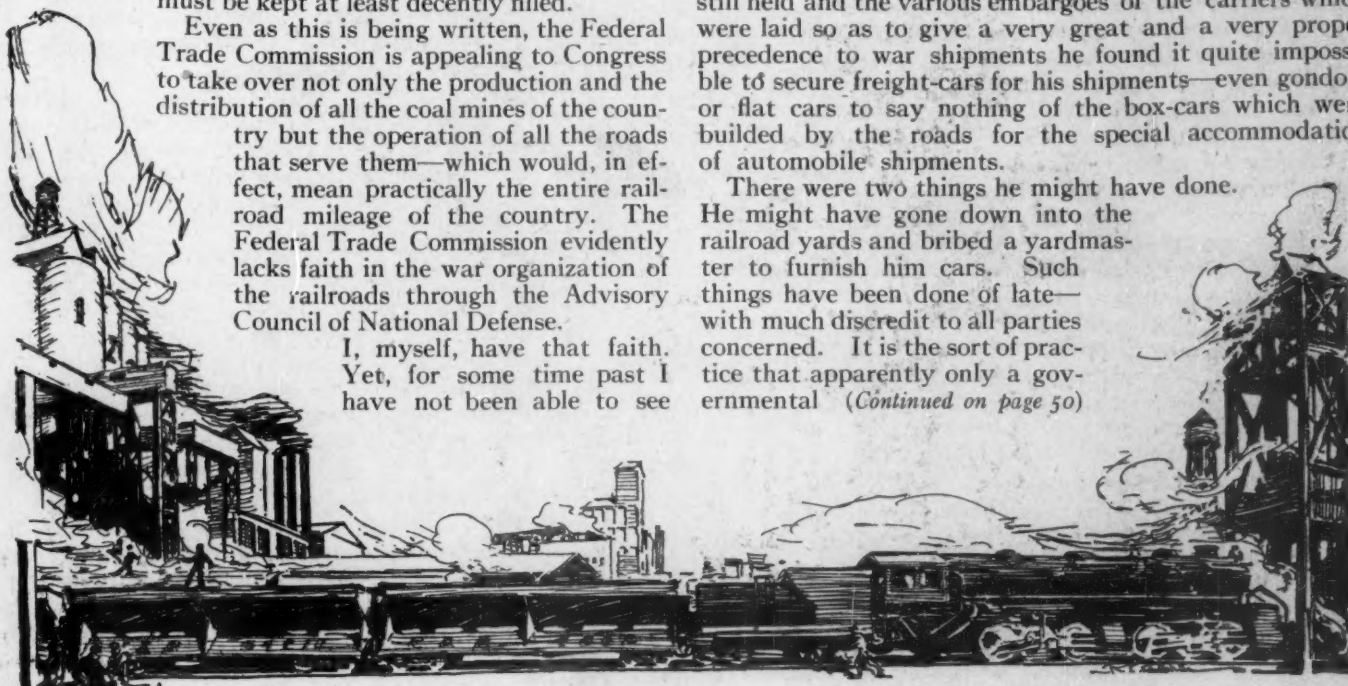 must be kept at least decently filled.
Even as this is being written, the Federal
Trade Commission is appealing to Congress
to take over not only the production and the
distribution of all the coal mines of the coun-
try but the operation of all the roads
that serve them—which would, in ef-
fect, mean practically the entire rail-
road mileage of the country. The
Federal Trade Commission evidently
lacks faith in the war organization of
the railroads through the Advisory
Council of National Defense.
I, myself, have that faith.
Yet, for some time past I
have not been able to see
still held and the various embargoes of the carriers
were laid so as to give a very great and a very
precedence to war shipments he found it quite
ble to secure freight-cars for his shipments—even
or flat cars to say nothing of the box-cars which
builded by the roads for the special
of automobile shipments.
There were two things he might have done.
He might have gone down into the
railroad yards and bribed a yardmas-
ter to furnish him cars. Such
things have been done of late—
with much discredit to all parties
concerned. It is the sort of prac-
tice that apparently only a gov-
ernmental (Continued on page 50)